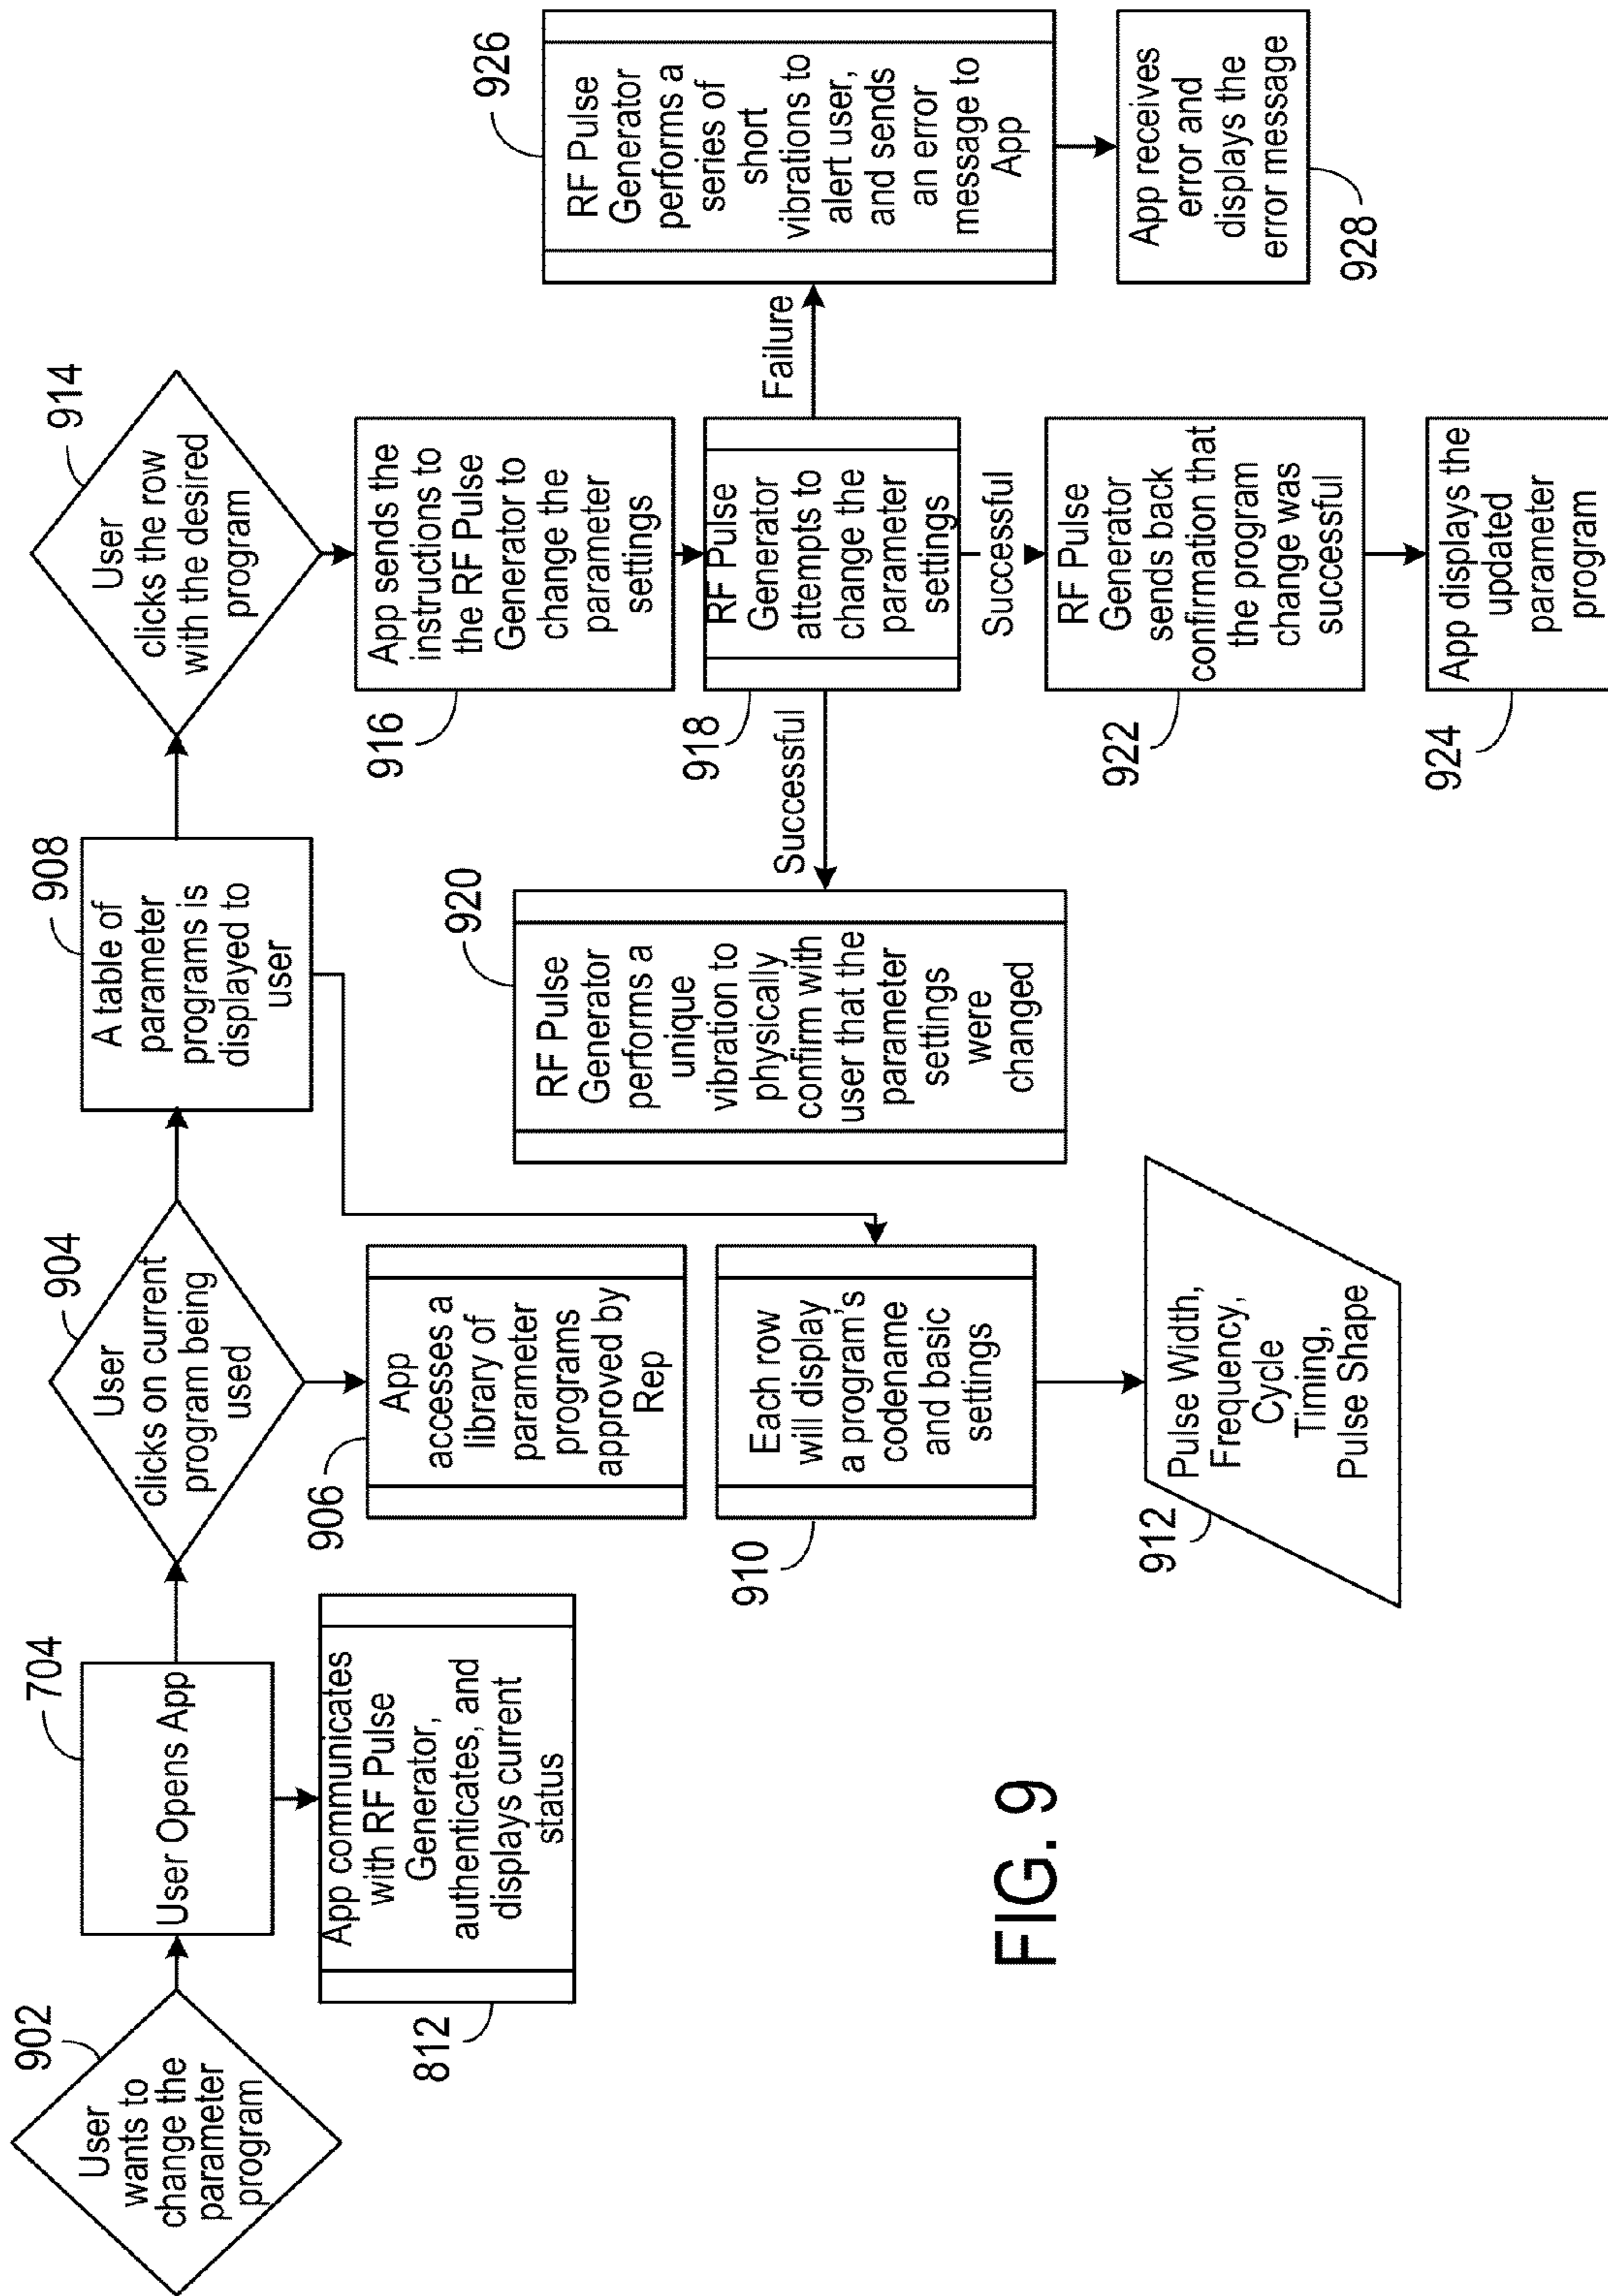 902
User
wants to
change the
parameter
program
704
User Opens App
812
App communicates
with RF Pulse
Generator,
authenticates, and
displays current
status
904
User
clicks on current
program being
used
906
App
accesses a
library of
parameter
programs
approved by
Rep
908
A table of
parameter
programs is
displayed to
user
910
Each row
will display
a program's
codename
and basic
settings
912
Pulse Width,
Frequency,
Cycle
Timing,
Pulse Shape
914
User
clicks the row
with the desired
program
916
App sends the
instructions to
the RF Pulse
Generator to
change the
parameter
settings
918
RF Pulse
Generator
attempts to
change the
parameter
settings
Successful
920
RF Pulse
Generator
performs a
unique
vibration to
physically
confirm with
user that the
parameter
settings
were
changed
Successful
922
RF Pulse
Generator
sends back
confirmation that
the program
change was
successful
924
App displays the
updated
parameter
program
Failure
926
RF Pulse
Generator
performs a
series of
short
vibrations to
alert user,
and sends
an error
message to
App
928
App receives
error and
displays the
error message
FIG. 9